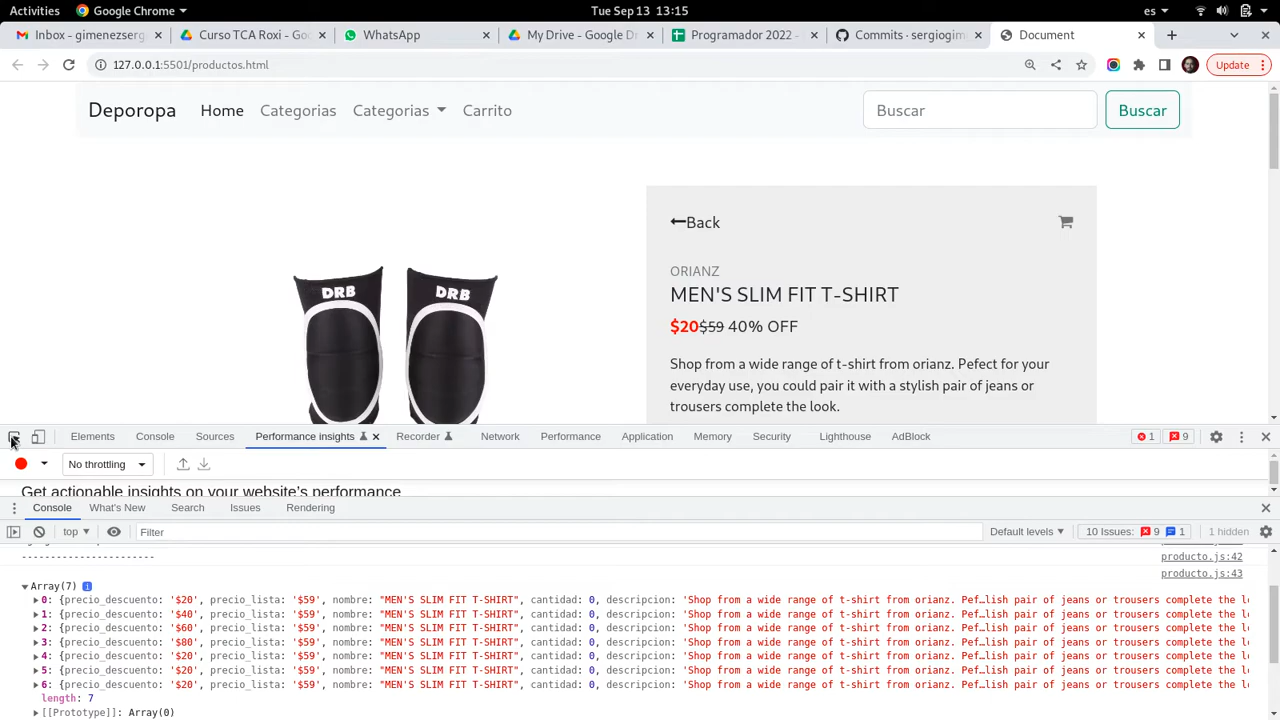 Activities Google Chrome Tue Sep 13 13:15 es
Inbox - gimenezserg Curso TCA Roxi - Goo WhatsApp My Drive - Google D Programador 2022 - Commits · sergiogim Document
127.0.0.1:5501/productos.html Update
Deporopa Home Categorias Categorias Carrito Buscar Buscar
Back
ORIANZ
MEN'S SLIM FIT T-SHIRT
$20$59 40% OFF
Shop from a wide range of t-shirt from orianz. Pefect for your
everyday use, you could pair it with a stylish pair of jeans or
trousers complete the look.
DRB DRB
Elements Console Sources Performance insights Recorder Network Performance Application Memory Security Lighthouse AdBlock 1 9
No throttling
Get actionable insights on your website's performance
Console What's New Search Issues Rendering
top Filter Default levels 10 Issues: 9 1 1 hidden
------------------------ producto.js:42
producto.js:43
Array(7) i
0: {precio_descuento: '$20', precio_lista: '$59', nombre: "MEN'S SLIM FIT T-SHIRT", cantidad: 0, descripcion: 'Shop from a wide range of t-shirt from orianz. Pef…lish pair of jeans or trousers complete the l
1: {precio_descuento: '$40', precio_lista: '$59', nombre: "MEN'S SLIM FIT T-SHIRT", cantidad: 0, descripcion: 'Shop from a wide range of t-shirt from orianz. Pef…lish pair of jeans or trousers complete the l
2: {precio_descuento: '$60', precio_lista: '$59', nombre: "MEN'S SLIM FIT T-SHIRT", cantidad: 0, descripcion: 'Shop from a wide range of t-shirt from orianz. Pef…lish pair of jeans or trousers complete the l
3: {precio_descuento: '$80', precio_lista: '$59', nombre: "MEN'S SLIM FIT T-SHIRT", cantidad: 0, descripcion: 'Shop from a wide range of t-shirt from orianz. Pef…lish pair of jeans or trousers complete the l
4: {precio_descuento: '$20', precio_lista: '$59', nombre: "MEN'S SLIM FIT T-SHIRT", cantidad: 0, descripcion: 'Shop from a wide range of t-shirt from orianz. Pef…lish pair of jeans or trousers complete the l
5: {precio_descuento: '$20', precio_lista: '$59', nombre: "MEN'S SLIM FIT T-SHIRT", cantidad: 0, descripcion: 'Shop from a wide range of t-shirt from orianz. Pef…lish pair of jeans or trousers complete the l
6: {precio_descuento: '$20', precio_lista: '$59', nombre: "MEN'S SLIM FIT T-SHIRT", cantidad: 0, descripcion: 'Shop from a wide range of t-shirt from orianz. Pef…lish pair of jeans or trousers complete the l
length: 7
[[Prototype]]: Array(0)